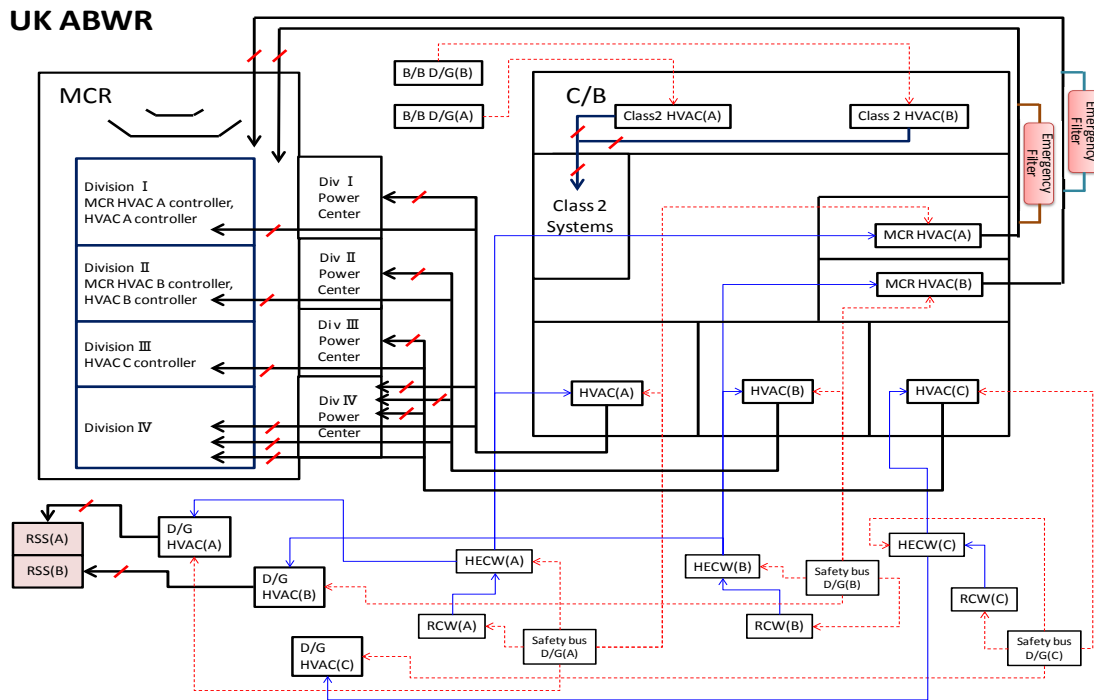 UK ABWR
MCR
B/B D/G(B)
B/B D/G(A)
C/B
Class2 HVAC(A)
Class 2 HVAC(B)
Emergency
Filter
Emergency
Filter
Division Ⅰ
MCR HVAC A controller,
HVAC A controller
Div Ⅰ
Power
Center
Class 2
Systems
MCR HVAC(A)
Division Ⅱ
MCR HVAC B controller,
HVAC B controller
Div Ⅱ
Power
Center
MCR HVAC(B)
Division Ⅲ
HVAC C controller
Div Ⅲ
Power
Center
Division Ⅳ
Div Ⅳ
Power
Center
HVAC(A)
HVAC(B)
HVAC(C)
RSS(A)
RSS(B)
D/G
HVAC(A)
D/G
HVAC(B)
D/G
HVAC(C)
HECW(A)
HECW(B)
HECW(C)
RCW(A)
RCW(B)
RCW(C)
Safety bus
D/G(A)
Safety bus
D/G(B)
Safety bus
D/G(C)